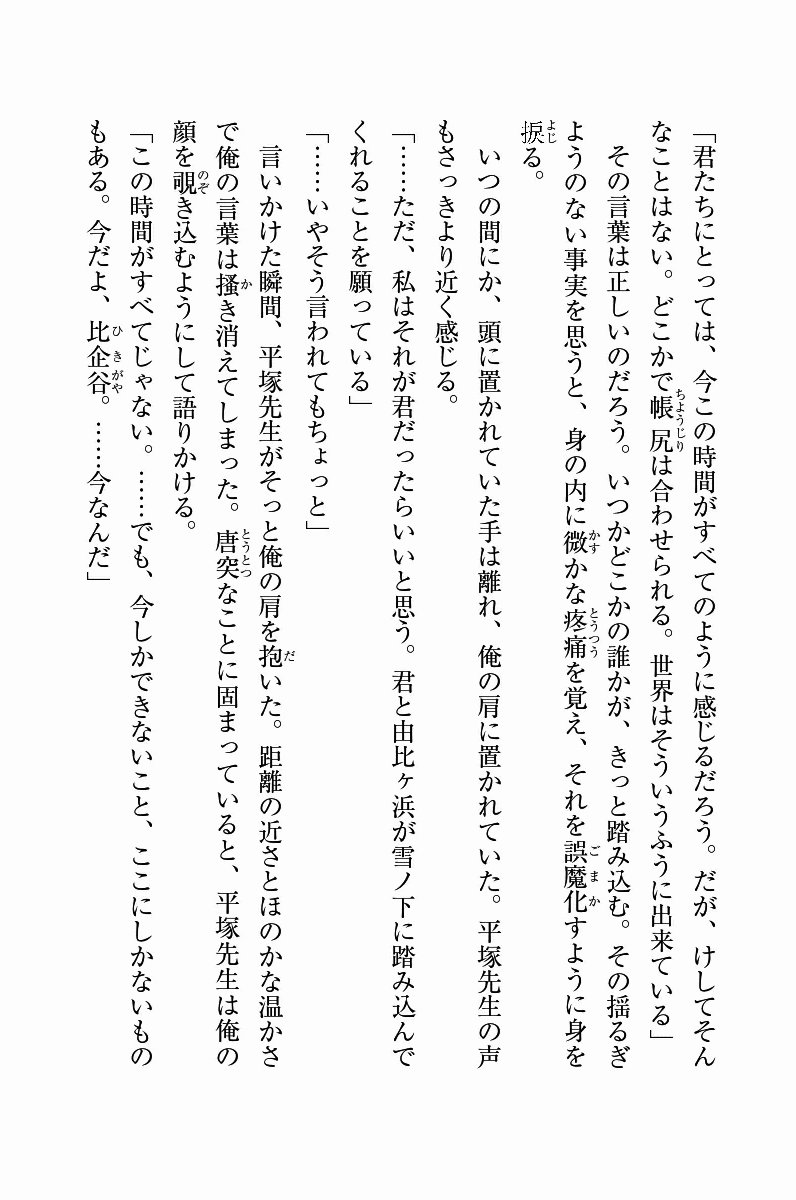 「君たちにとっては、今この時間がすべてのように感じるだろう。だが、けしてそん
なことはない。どこかで帳尻は合わせられる。世界はそういうふうに出来ている」
　その言葉は正しいのだろう。いつかどこかの誰かが、きっと踏み込む。その揺るぎ
ようのない事実を思うと、身の内に微かな疼痛を覚え、それを誤魔化すように身を
捩る。
　いつの間にか、頭に置かれていた手は離れ、俺の肩に置かれていた。平塚先生の声
もさっきより近く感じる。
「……ただ、私はそれが君だったらいいと思う。君と由比ヶ浜が雪ノ下に踏み込んで
くれることを願っている」
「……いやそう言われてもちょっと」
　言いかけた瞬間、平塚先生がそっと俺の肩を抱いた。距離の近さとほのかな温かさ
で俺の言葉は掻き消えてしまった。唐突なことに固まっていると、平塚先生は俺の
顔を覗き込むようにして語りかける。
「この時間がすべてじゃない。……でも、今しかできないこと、ここにしかないもの
もある。今だよ、比企谷。……今なんだ」